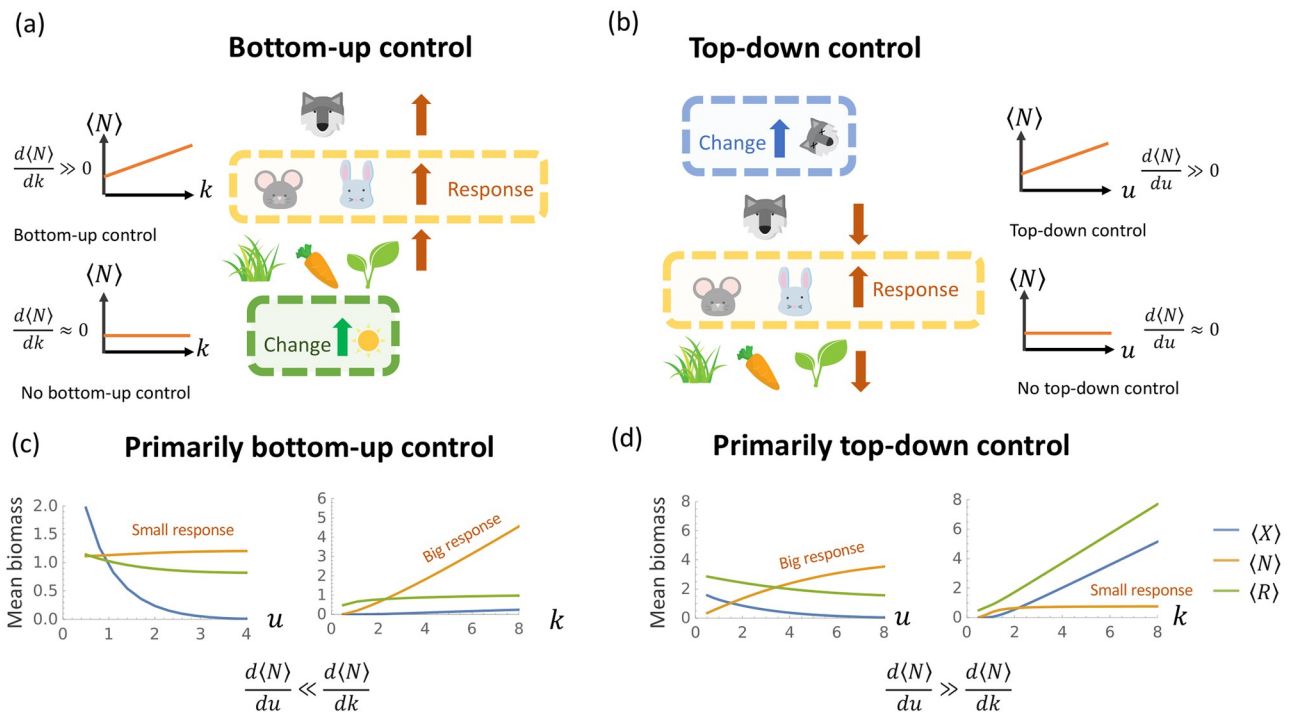 (a)
Bottom-up control
⟨N⟩
d⟨N⟩/dk ≫ 0
k
Bottom-up control
⟨N⟩
d⟨N⟩/dk ≈ 0
k
No bottom-up control
Response
Change
(b)
Top-down control
Change
Response
⟨N⟩
u
d⟨N⟩/du ≫ 0
Top-down control
⟨N⟩
u
d⟨N⟩/du ≈ 0
No top-down control
(c)
Primarily bottom-up control
Mean biomass
2.0
1.5
1.0
0.5
0.0
0 1 2 3 4
u
Small response
6
5
4
3
2
1
0
0 2 4 6 8
k
Big response
d⟨N⟩/du ≪ d⟨N⟩/dk
(d)
Primarily top-down control
Mean biomass
8
6
4
2
0
0 2 4 6 8
u
Big response
8
6
4
2
0
0 2 4 6 8
k
Small response
⟨X⟩
⟨N⟩
⟨R⟩
d⟨N⟩/du ≫ d⟨N⟩/dk